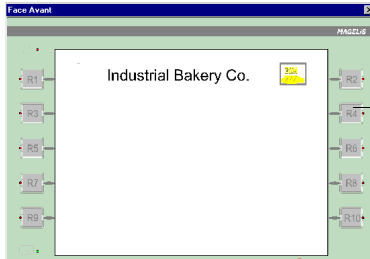 Face Avant
MAGELIS
Industrial Bakery Co.
R1
R2
R3
R4
R5
R6
R7
R8
R9
R10